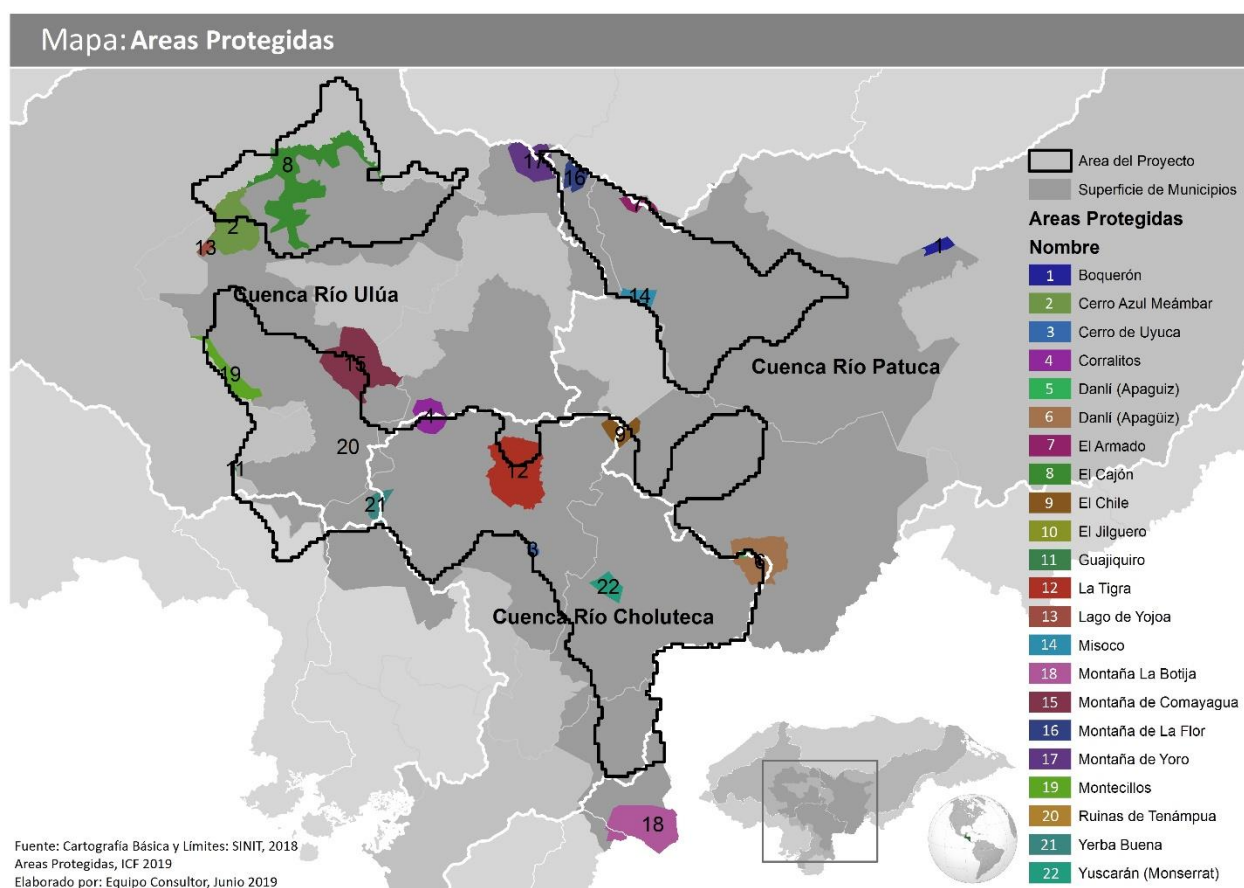 Mapa: Areas Protegidas
17
8
16
7
2
13
1
Cuenca Río Ulúa
14
15
Cuenca Río Patuca
19
4
9
20
11
12
21
3
6
22
Cuenca Río Choluteca
18
Area del Proyecto
Superficie de Municipios
Areas Protegidas
Nombre
1 Boquerón
2 Cerro Azul Meámbar
3 Cerro de Uyuca
4 Corralitos
5 Danlí (Apaguiz)
6 Danlí (Apagüiz)
7 El Armado
8 El Cajón
9 El Chile
10 El Jilguero
11 Guajiquiro
12 La Tigra
13 Lago de Yojoa
14 Misoco
18 Montaña La Botija
15 Montaña de Comayagua
16 Montaña de La Flor
17 Montaña de Yoro
19 Montecillos
20 Ruinas de Tenámpua
21 Yerba Buena
22 Yuscarán (Monserrat)
Fuente: Cartografía Básica y Límites: SINIT, 2018
Areas Protegidas, ICF 2019
Elaborado por: Equipo Consultor, Junio 2019